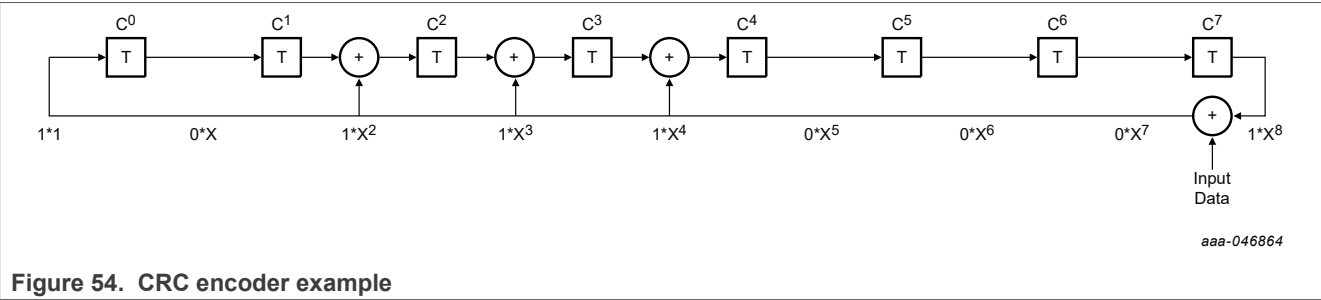 C⁰ C¹ C² C³ C⁴ C⁵ C⁶ C⁷
T T + T + T + T T T T
1*1 0*X 1*X² 1*X³ 1*X⁴ 0*X⁵ 0*X⁶ 0*X⁷ + 1*X⁸
Input
Data
aaa-046864
Figure 54. CRC encoder example